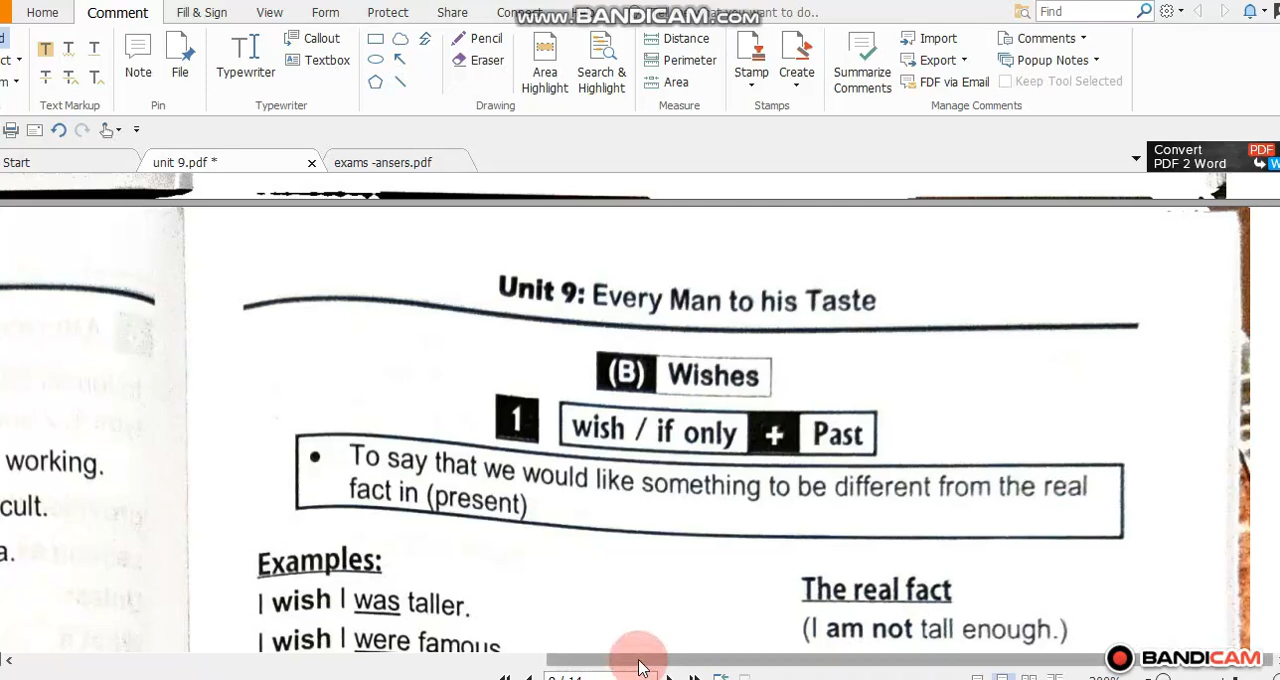 Home Comment Fill & Sign View Form Protect Share
www.BANDICAM.com
want to do..
Find
Note File Typewriter Callout
Textbox
Pencil
Eraser
Area Highlight
Search & Highlight
Distance
Perimeter
Area
Stamp Create
Summarize Comments
Import
Export
FDF via Email
Comments
Popup Notes
Keep Tool Selected
Text Markup Pin Typewriter Drawing Measure Stamps Manage Comments
Start unit 9.pdf * exams -ansers.pdf
Convert PDF
PDF 2 Word
Unit 9: Every Man to his Taste
(B) Wishes
1 wish / if only + Past
• To say that we would like something to be different from the real
fact in (present)
working.
cult.
a.
Examples:
I wish I was taller.
I wish I were famous
The real fact
(I am not tall enough.)
BANDICAM